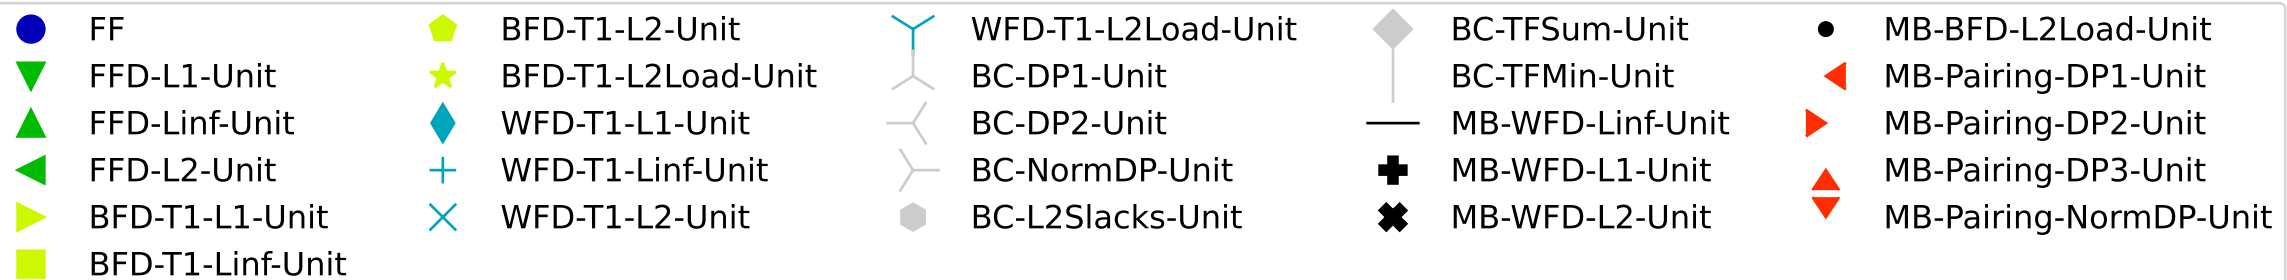 FF
FFD-L1-Unit
FFD-Linf-Unit
FFD-L2-Unit
BFD-T1-L1-Unit
BFD-T1-Linf-Unit
BFD-T1-L2-Unit
BFD-T1-L2Load-Unit
WFD-T1-L1-Unit
WFD-T1-Linf-Unit
WFD-T1-L2-Unit
WFD-T1-L2Load-Unit
BC-DP1-Unit
BC-DP2-Unit
BC-NormDP-Unit
BC-L2Slacks-Unit
BC-TFSum-Unit
BC-TFMin-Unit
MB-WFD-Linf-Unit
MB-WFD-L1-Unit
MB-WFD-L2-Unit
MB-BFD-L2Load-Unit
MB-Pairing-DP1-Unit
MB-Pairing-DP2-Unit
MB-Pairing-DP3-Unit
MB-Pairing-NormDP-Unit